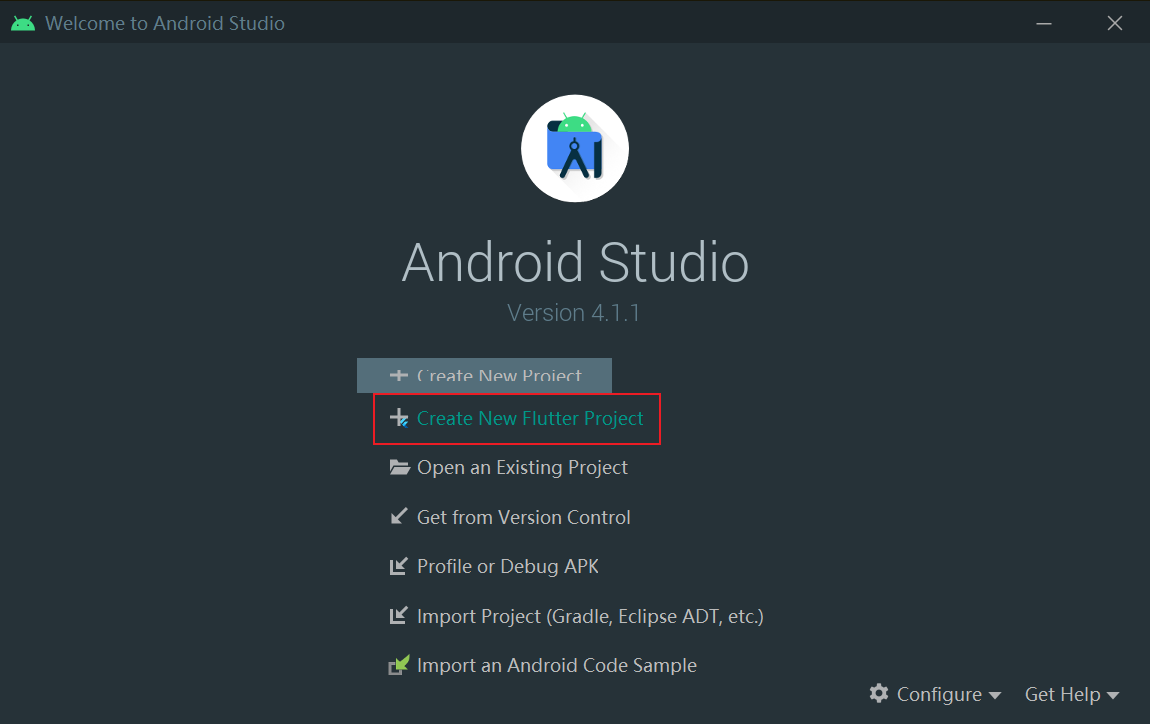 Welcome to Android Studio
Android Studio
Version 4.1.1
Create New Project
Create New Flutter Project
Open an Existing Project
Get from Version Control
Profile or Debug APK
Import Project (Gradle, Eclipse ADT, etc.)
Import an Android Code Sample
Configure Get Help